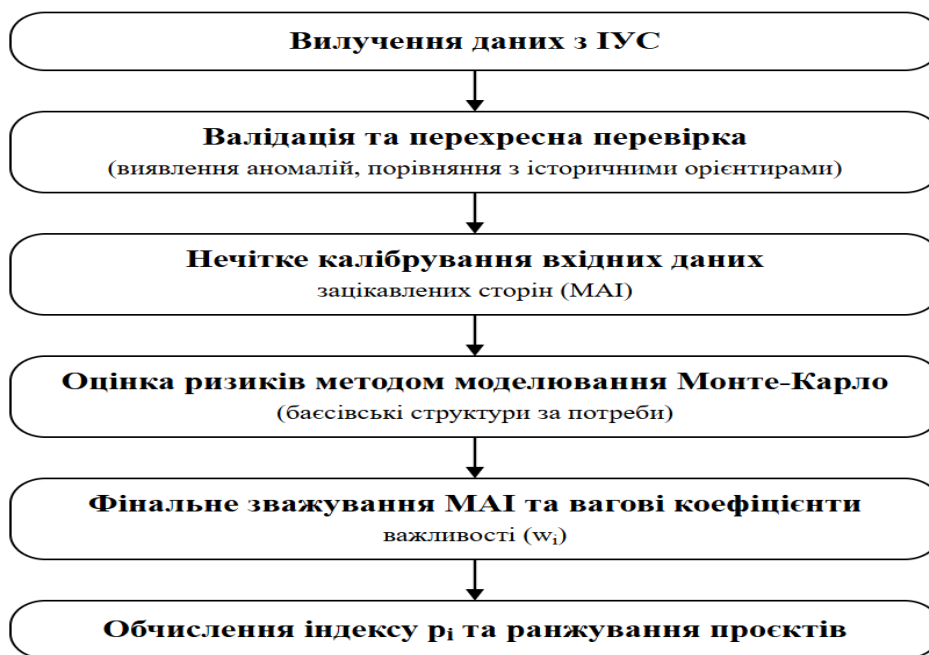 Вилучення даних з ІУС
Валідація та перехресна перевірка
(виявлення аномалій, порівняння з історичними орієнтирами)
Нечітке калібрування вхідних даних
зацікавлених сторін (МАІ)
Оцінка ризиків методом моделювання Монте-Карло
(баєсівські структури за потреби)
Фінальне зважування МАІ та вагові коефіцієнти
важливості (wᵢ)
Обчислення індексу pᵢ та ранжування проєктів